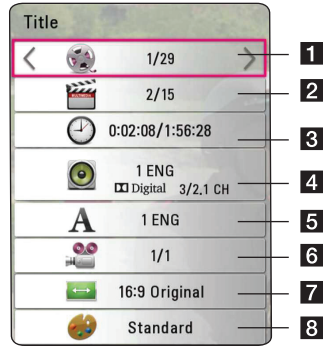 Title
1/29 1
2/15 2
0:02:08/1:56:28 3
1 ENG
Digital 3/2.1 CH 4
A 1 ENG 5
1/1 6
16:9 Original 7
Standard 8